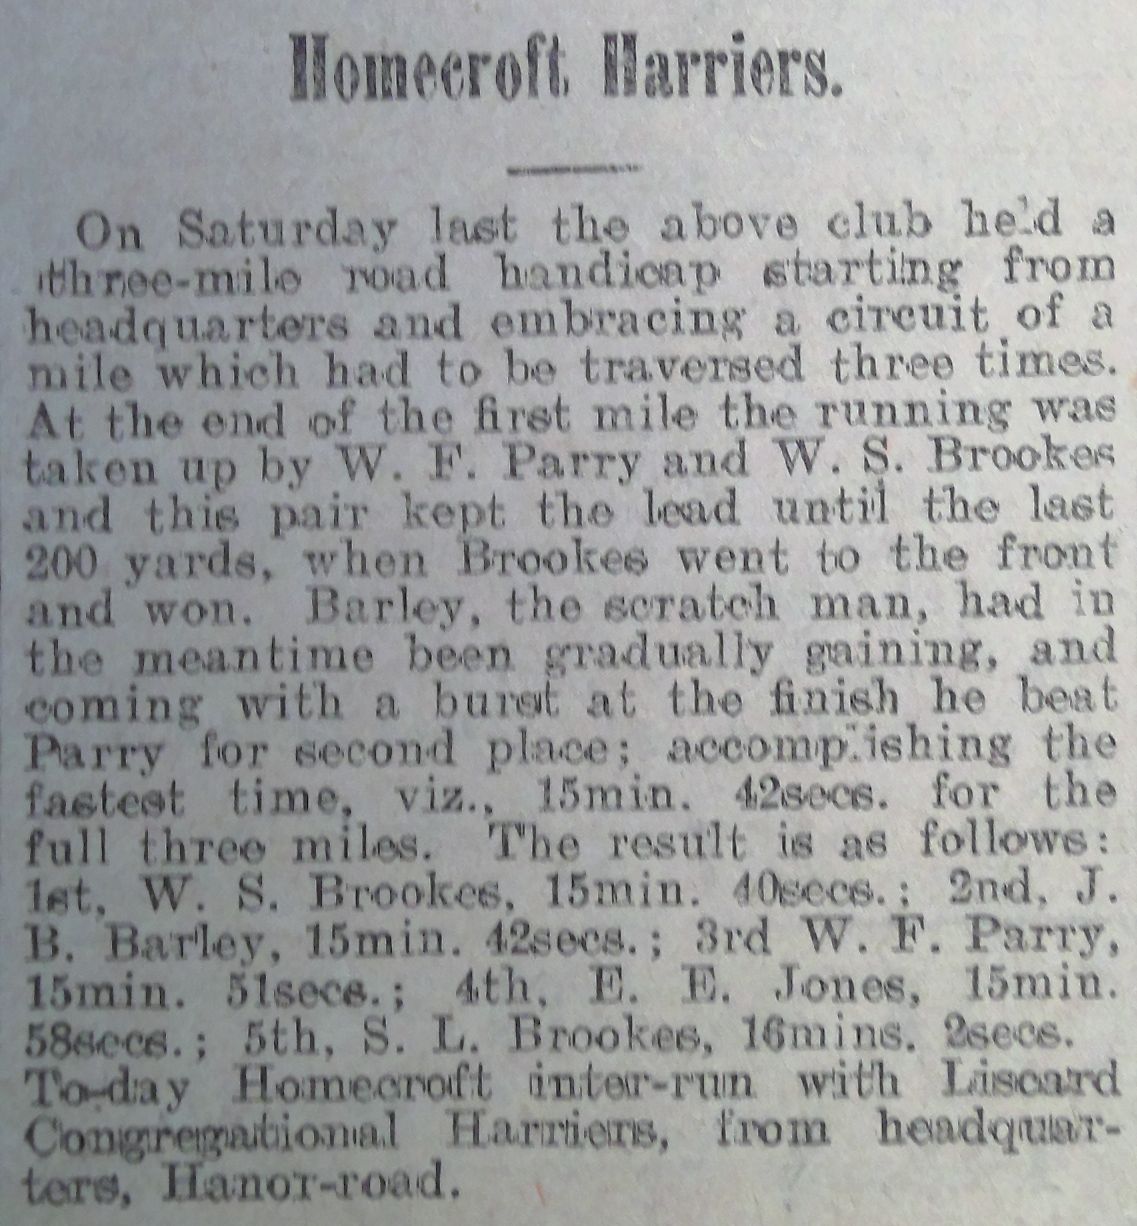 Homecroft Harriers.
On Saturday last the above club held a
three-mile road handicap starting from
headquarters and embracing a circuit of a
mile which had to be traversed three times.
At the end of the first mile the running was
taken up by W. F. Parry and W. S. Brookes
and this pair kept the lead until the last
200 yards, when Brookes went to the front
and won. Barley, the scratch man, had in
the meantime been gradually gaining, and
coming with a burst at the finish he beat
Parry for second place; accomplishing the
fastest time, viz., 15min. 42secs. for the
full three miles. The result is as follows:
1st, W. S. Brookes, 15min. 40secs.; 2nd, J.
B. Barley, 15min. 42secs.; 3rd W. F. Parry,
15min. 51secs.; 4th, E. E. Jones, 15min.
58secs.; 5th, S. L. Brookes, 16mins. 2secs.
To-day Homecroft inter-run with Liscard
Congregational Harriers, from headquar-
ters, Hanor-road.